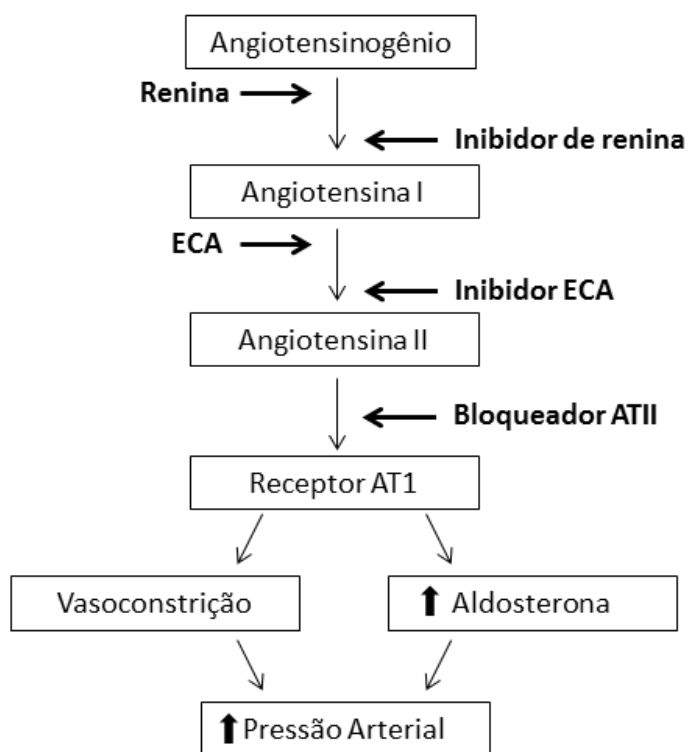 Angiotensinogênio
Renina
Inibidor de renina
Angiotensina I
ECA
Inibidor ECA
Angiotensina II
Bloqueador ATII
Receptor AT1
Vasoconstrição
Aldosterona
Pressão Arterial